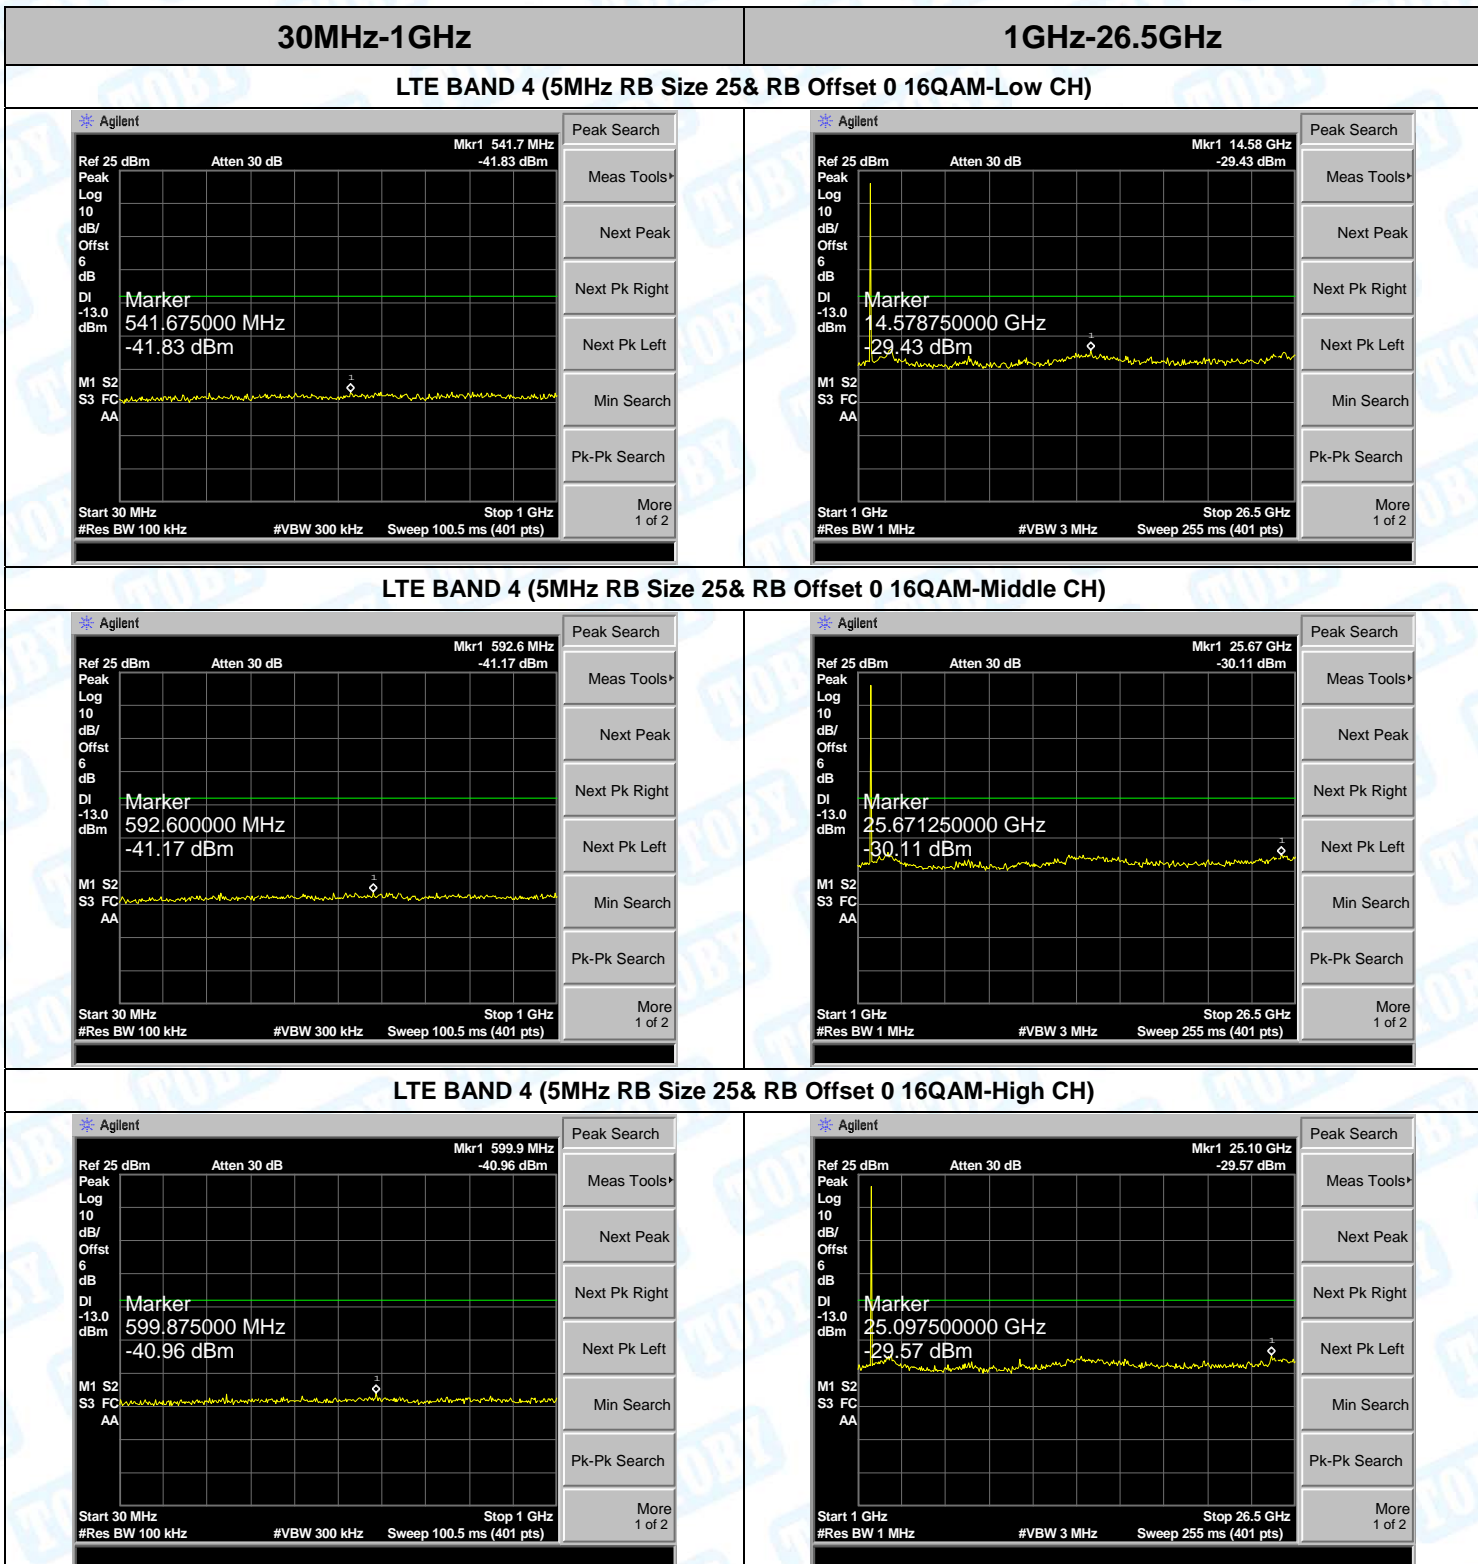 30MHz-1GHz
1GHz-26.5GHz
LTE BAND 4 (5MHz RB Size 25& RB Offset 0 16QAM-Low CH)
Agilent
Peak Search
Mkr1 541.7 MHz
Ref 25 dBm Atten 30 dB -41.83 dBm
Peak
Log
10
dB/
Offst
6
dB
DI
-13.0
dBm
Marker
541.675000 MHz
-41.83 dBm
1
M1 S2
S3 FC
AA
Start 30 MHz Stop 1 GHz
#Res BW 100 kHz #VBW 300 kHz Sweep 100.5 ms (401 pts)
Meas Tools
Next Peak
Next Pk Right
Next Pk Left
Min Search
Pk-Pk Search
More
1 of 2
Agilent
Peak Search
Mkr1 14.58 GHz
Ref 25 dBm Atten 30 dB -29.43 dBm
Peak
Log
10
dB/
Offst
6
dB
DI
-13.0
dBm
Marker
14.578750000 GHz
-29.43 dBm
1
M1 S2
S3 FC
AA
Start 1 GHz Stop 26.5 GHz
#Res BW 1 MHz #VBW 3 MHz Sweep 255 ms (401 pts)
Meas Tools
Next Peak
Next Pk Right
Next Pk Left
Min Search
Pk-Pk Search
More
1 of 2
LTE BAND 4 (5MHz RB Size 25& RB Offset 0 16QAM-Middle CH)
Agilent
Peak Search
Mkr1 592.6 MHz
Ref 25 dBm Atten 30 dB -41.17 dBm
Peak
Log
10
dB/
Offst
6
dB
DI
-13.0
dBm
Marker
592.600000 MHz
-41.17 dBm
1
M1 S2
S3 FC
AA
Start 30 MHz Stop 1 GHz
#Res BW 100 kHz #VBW 300 kHz Sweep 100.5 ms (401 pts)
Meas Tools
Next Peak
Next Pk Right
Next Pk Left
Min Search
Pk-Pk Search
More
1 of 2
Agilent
Peak Search
Mkr1 25.67 GHz
Ref 25 dBm Atten 30 dB -30.11 dBm
Peak
Log
10
dB/
Offst
6
dB
DI
-13.0
dBm
Marker
25.671250000 GHz
-30.11 dBm
1
M1 S2
S3 FC
AA
Start 1 GHz Stop 26.5 GHz
#Res BW 1 MHz #VBW 3 MHz Sweep 255 ms (401 pts)
Meas Tools
Next Peak
Next Pk Right
Next Pk Left
Min Search
Pk-Pk Search
More
1 of 2
LTE BAND 4 (5MHz RB Size 25& RB Offset 0 16QAM-High CH)
Agilent
Peak Search
Mkr1 599.9 MHz
Ref 25 dBm Atten 30 dB -40.96 dBm
Peak
Log
10
dB/
Offst
6
dB
DI
-13.0
dBm
Marker
599.875000 MHz
-40.96 dBm
1
M1 S2
S3 FC
AA
Start 30 MHz Stop 1 GHz
#Res BW 100 kHz #VBW 300 kHz Sweep 100.5 ms (401 pts)
Meas Tools
Next Peak
Next Pk Right
Next Pk Left
Min Search
Pk-Pk Search
More
1 of 2
Agilent
Peak Search
Mkr1 25.10 GHz
Ref 25 dBm Atten 30 dB -29.57 dBm
Peak
Log
10
dB/
Offst
6
dB
DI
-13.0
dBm
Marker
25.097500000 GHz
-29.57 dBm
1
M1 S2
S3 FC
AA
Start 1 GHz Stop 26.5 GHz
#Res BW 1 MHz #VBW 3 MHz Sweep 255 ms (401 pts)
Meas Tools
Next Peak
Next Pk Right
Next Pk Left
Min Search
Pk-Pk Search
More
1 of 2
TOBY